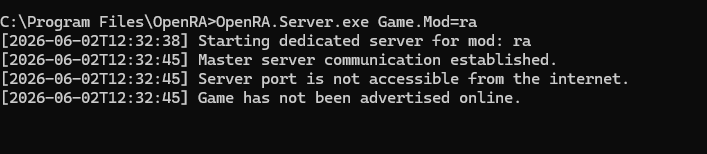 C:\Program Files\OpenRA>OpenRA.Server.exe Game.Mod=ra
[2026-06-02T12:32:38] Starting dedicated server for mod: ra
[2026-06-02T12:32:45] Master server communication established.
[2026-06-02T12:32:45] Server port is not accessible from the internet.
[2026-06-02T12:32:45] Game has not been advertised online.